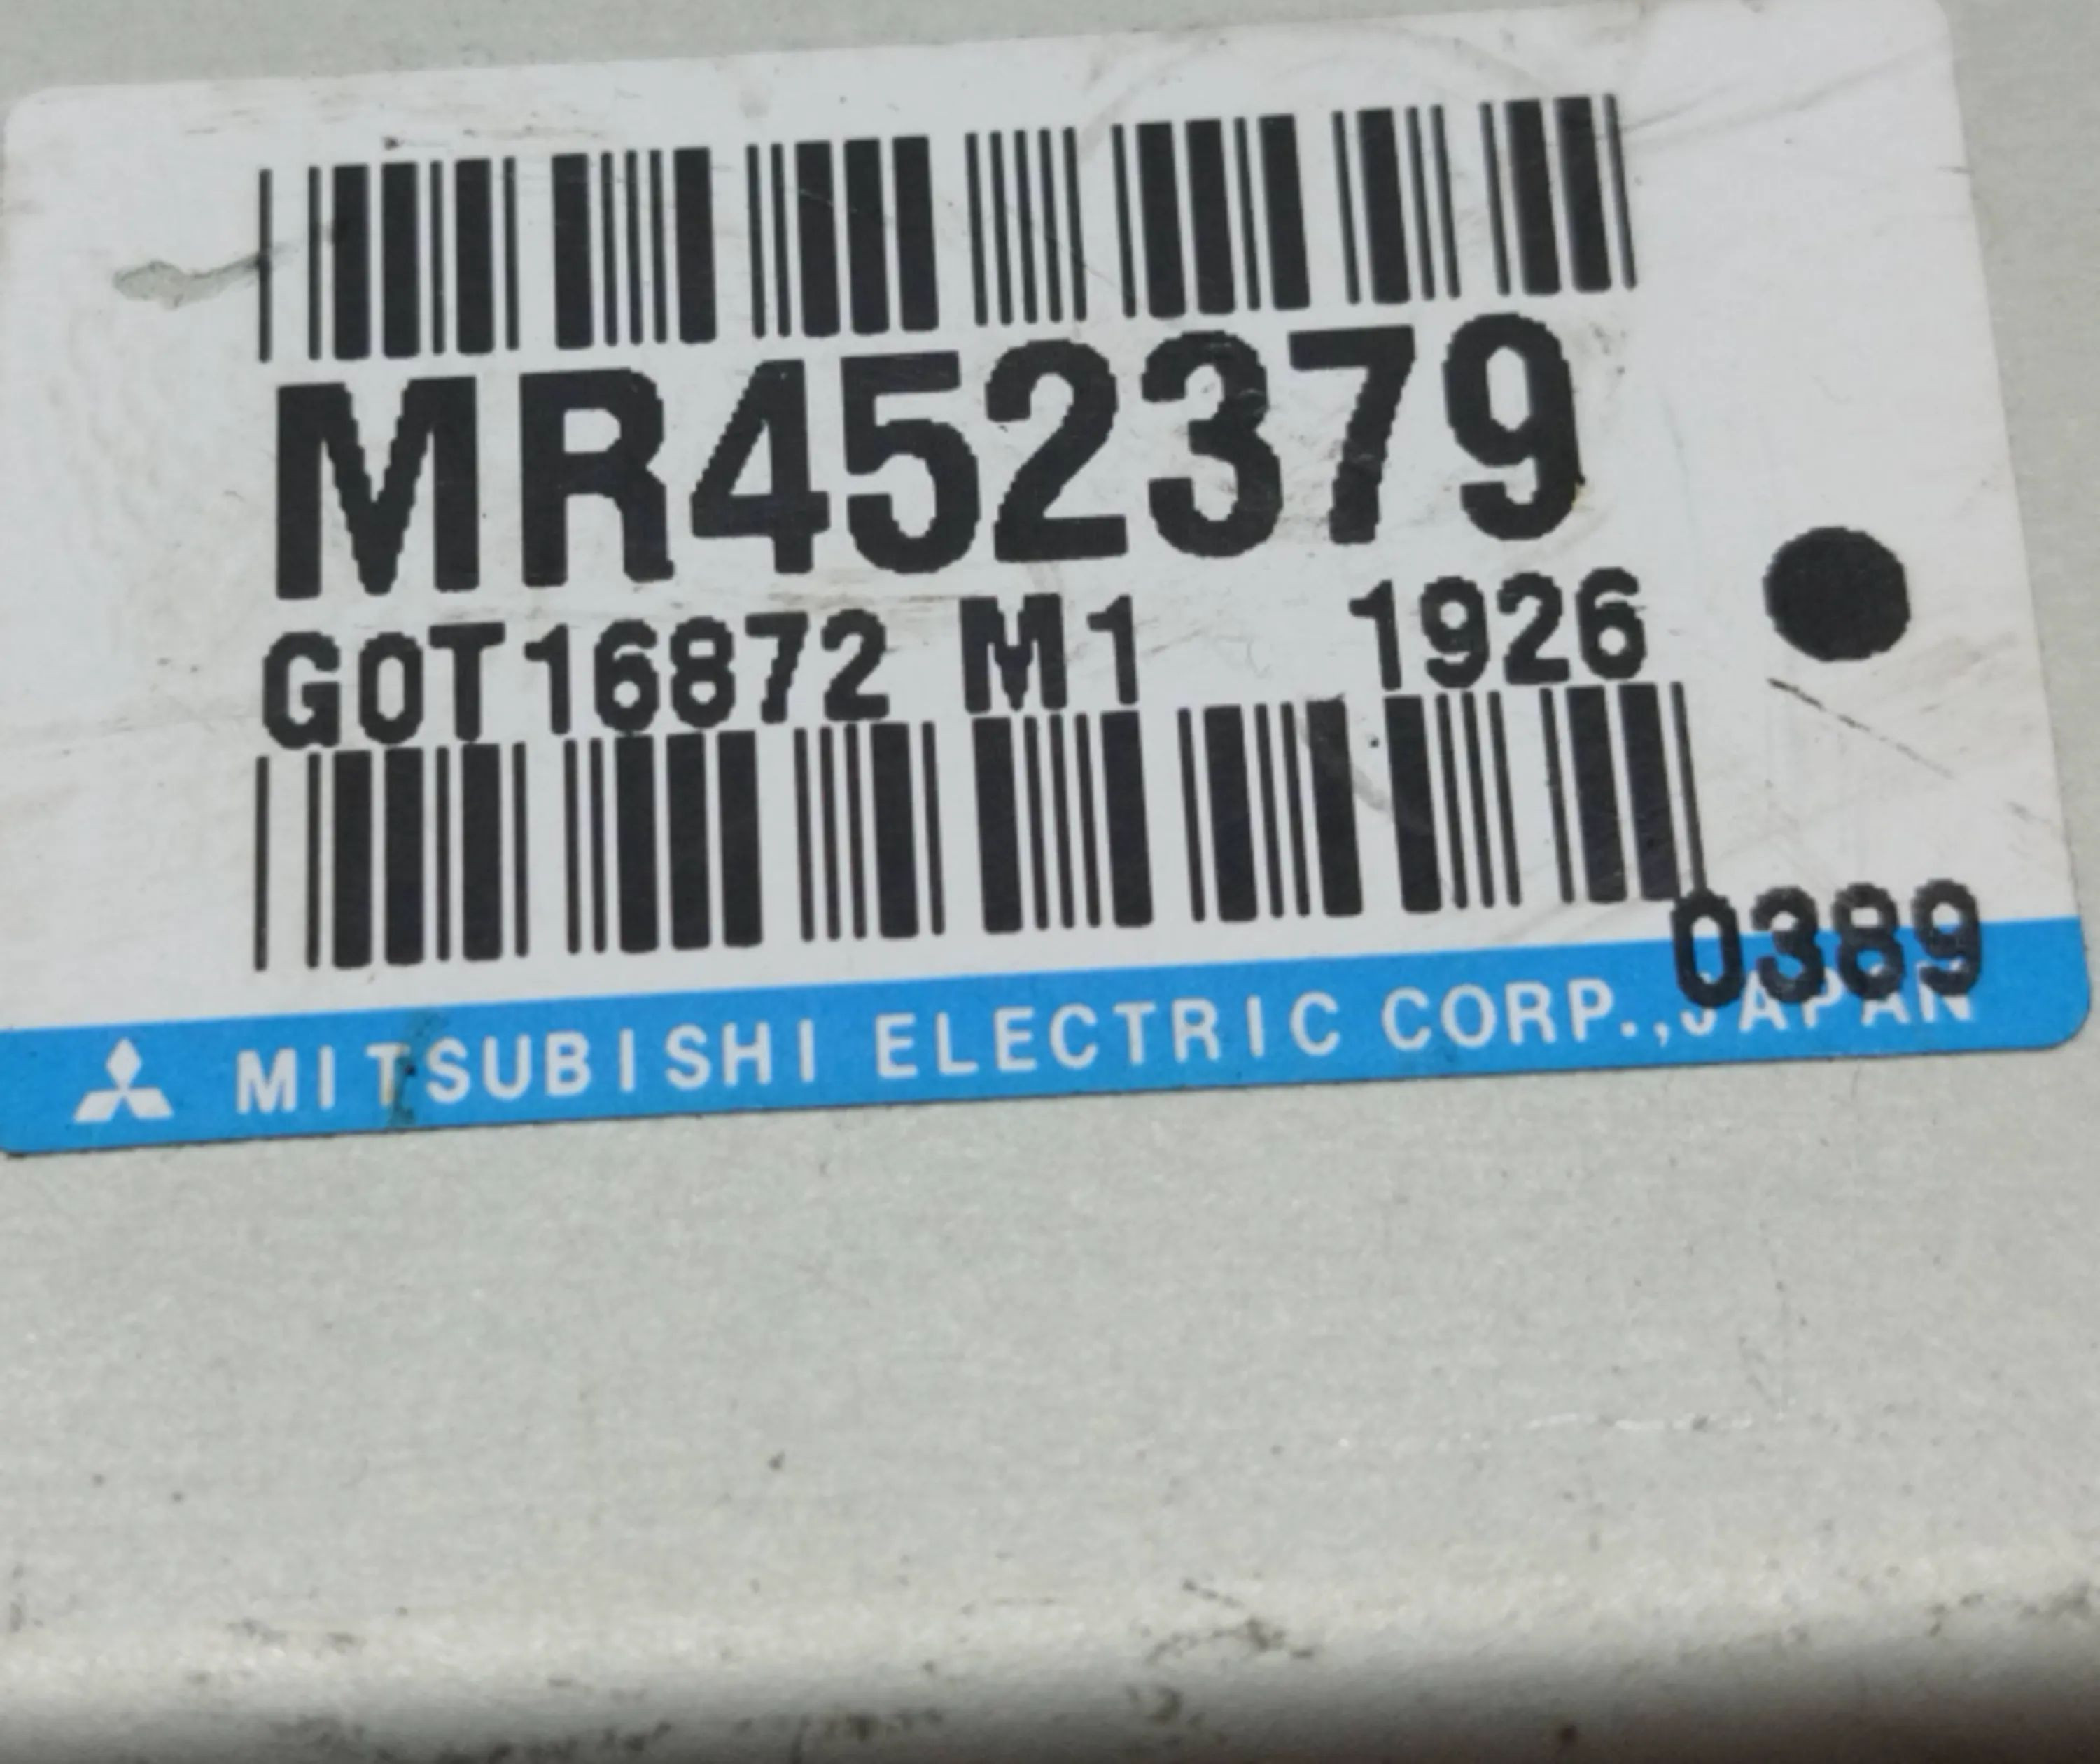 MR452379
G0T16872 M1 1926
0389
MITSUBISHI ELECTRIC CORP.,JAPAN